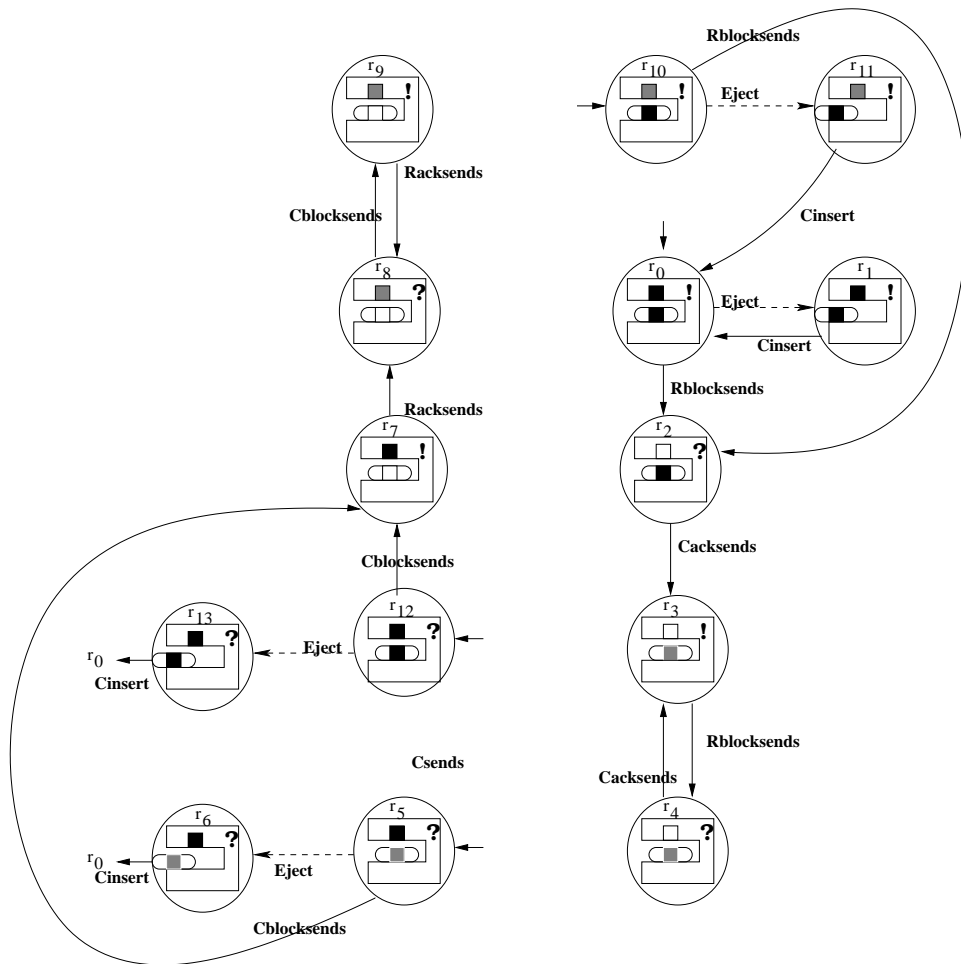 Rblocksends
r9
!
r10
!
Eject
r11
!
Racksends
Cblocksends
Cinsert
r8
?
r0
!
Eject
r1
!
Cinsert
Racksends
Rblocksends
r7
!
r2
?
Cblocksends
Cacksends
r13
?
r12
?
r3
!
r0
Eject
Cinsert
Rblocksends
Csends
Cacksends
r6
?
r5
?
r4
?
r0
Cinsert
Eject
Cblocksends